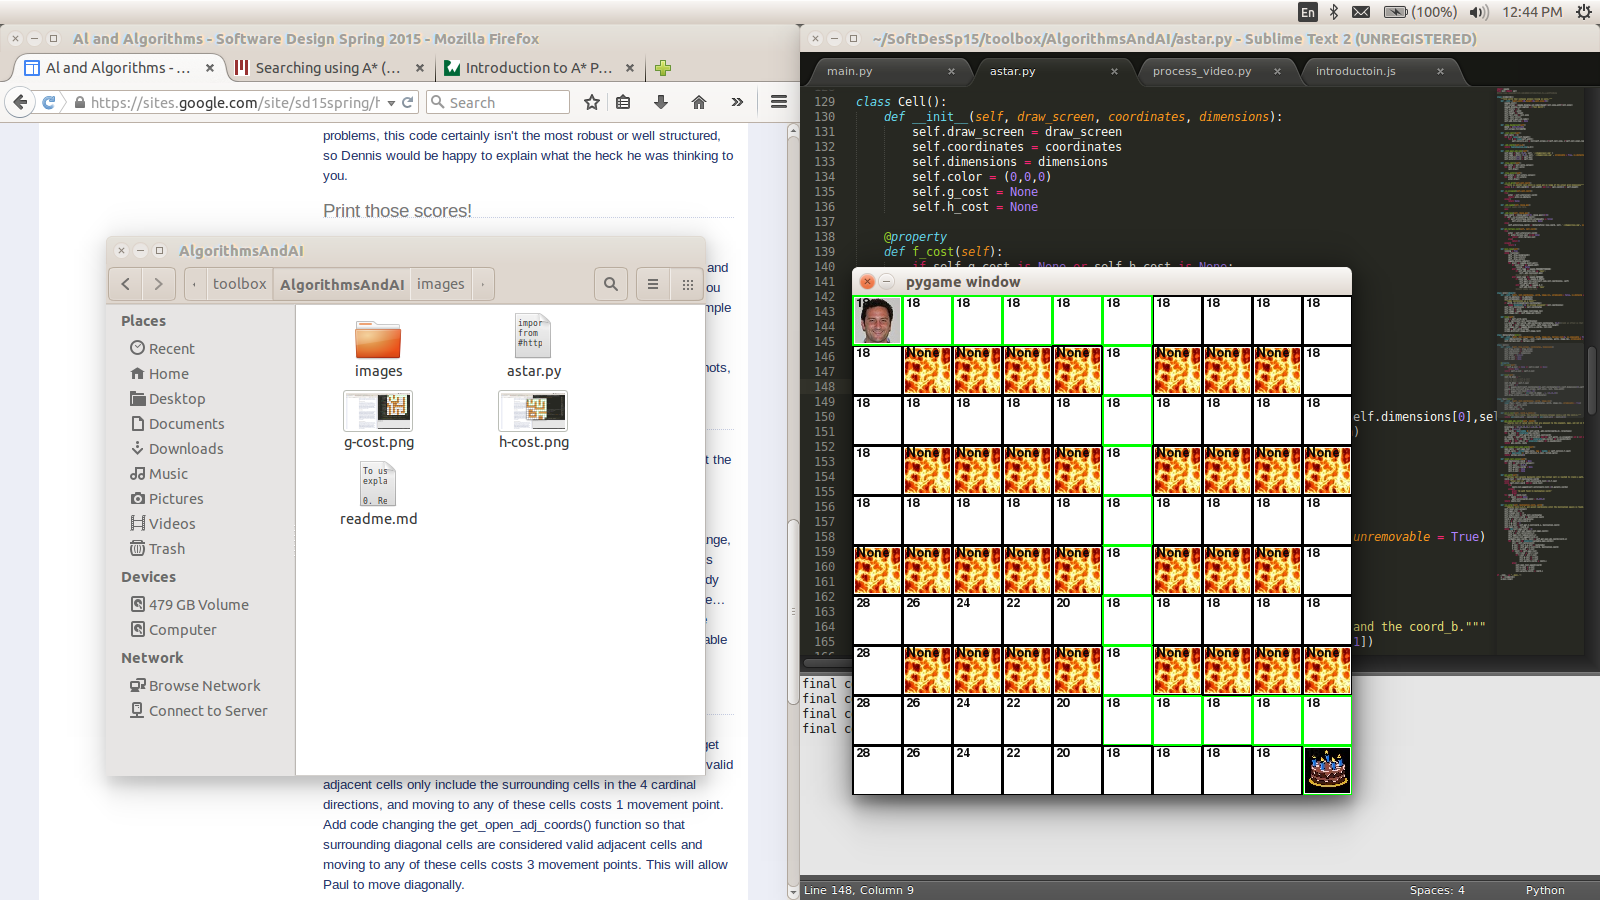 En
(100%)
12:44 PM
AI and Algorithms - Software Design Spring 2015 - Mozilla Firefox
AI and Algorithms - ...
Searching using A* (...
Introduction to A* P...
https://sites.google.com/site/sd15spring/h
Search
problems, this code certainly isn't the most robust or well structured,
so Dennis would be happy to explain what the heck he was thinking to
you.
Print those scores!
and
ou
mple
nots,
t the
nge,
s
dy
e...
e
able
get
valid
adjacent cells only include the surrounding cells in the 4 cardinal
directions, and moving to any of these cells costs 1 movement point.
Add code changing the get_open_adj_coords() function so that
surrounding diagonal cells are considered valid adjacent cells and
moving to any of these cells costs 3 movement points. This will allow
Paul to move diagonally.
AlgorithmsAndAI
toolbox
AlgorithmsAndAI
images
Places
Recent
Home
Desktop
Documents
Downloads
Music
Pictures
Videos
Trash
Devices
479 GB Volume
Computer
Network
Browse Network
Connect to Server
images
impor
from
#http
astar.py
g-cost.png
h-cost.png
To us
expla
0. Re
readme.md
~/SoftDesSp15/toolbox/AlgorithmsAndAI/astar.py - Sublime Text 2 (UNREGISTERED)
main.py
astar.py
process_video.py
introductoin.js
129 class Cell():
130 def __init__(self, draw_screen, coordinates, dimensions):
131 self.draw_screen = draw_screen
132 self.coordinates = coordinates
133 self.dimensions = dimensions
134 self.color = (0,0,0)
135 self.g_cost = None
136 self.h_cost = None
137
138 @property
139 def f_cost(self):
140 if self.g_cost is None or self.h_cost is None:
141
142
143
144
145
146
147
148
149
150 elf.dimensions[0],sel
151 )
152
153
154
155
156
157
158 unremovable = True)
159
160
161
162
163
164 and the coord_b."""
165 1])
pygame window
18 18 18 18 18 18 18 18 18 18
18 None None None None 18 None None None 18
18 18 18 18 18 18 18 18 18 18
18 None None None None 18 None None None None
18 18 18 18 18 18 18 18 18 18
None None None None None 18 None None None 18
28 26 24 22 20 18 18 18 18 18
28 None None None None 18 None None None None
28 26 24 22 20 18 18 18 18 18
28 26 24 22 20 18 18 18 18
final c
final c
final c
final c
Line 148, Column 9
Spaces: 4
Python